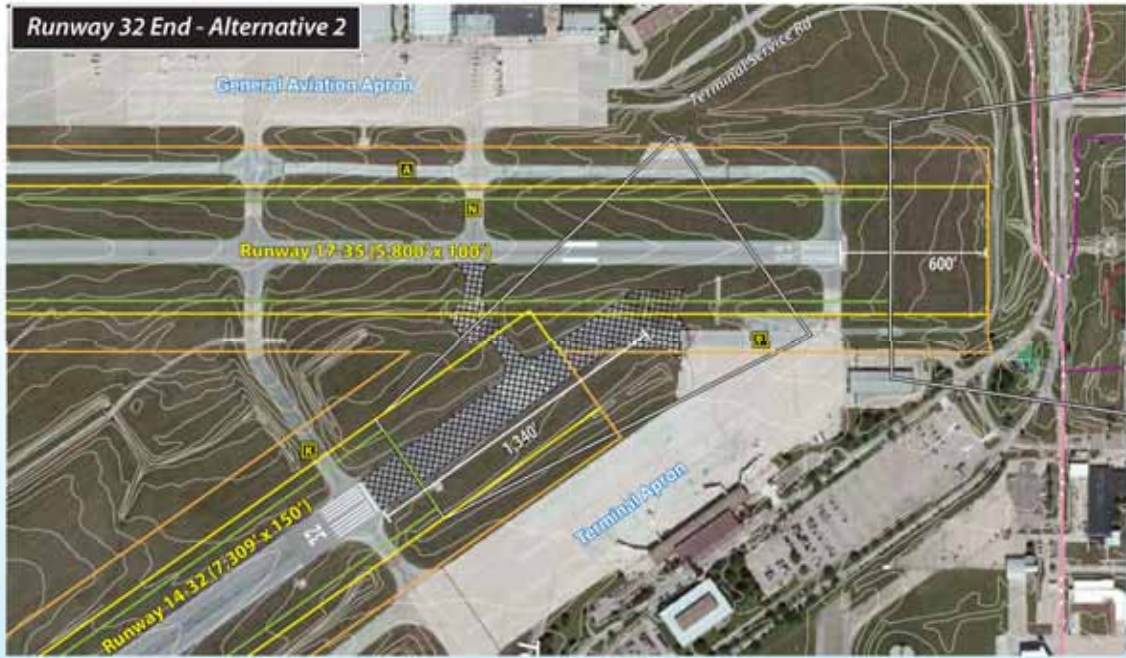 Runway 32 End - Alternative 2
General Aviation Apron
Terminal Service Rd
A
N
Runway 17-35 (5,800' x 100')
600'
B
1,340'
K
Terminal Apron
32
Runway 14-32 (7,309' x 150')